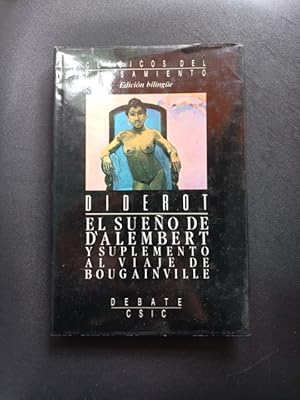 CLÁSICOS DEL
PENSAMIENTO
Edición bilingüe
DIDEROT
EL SUEÑO DE
D'ALEMBERT
Y SUPLEMENTO
AL VIAJE DE
BOUGAINVILLE
DEBATE
CSIC